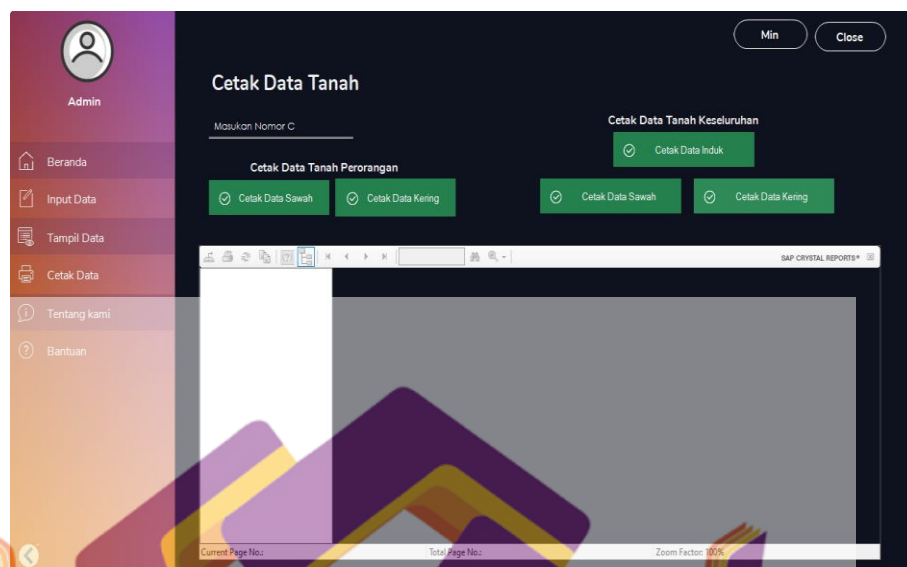 Min
Close
Admin
Cetak Data Tanah
Masukan Nomor C
Cetak Data Tanah Keseluruhan
Cetak Data Induk
Beranda
Cetak Data Tanah Perorangan
Input Data
Cetak Data Sawah
Cetak Data Kering
Cetak Data Sawah
Cetak Data Kering
Tampil Data
SAP CRYSTAL REPORTS®
Cetak Data
Tentang kami
Bantuan
Current Page No.:
Total Page No.:
Zoom Factor: 100%